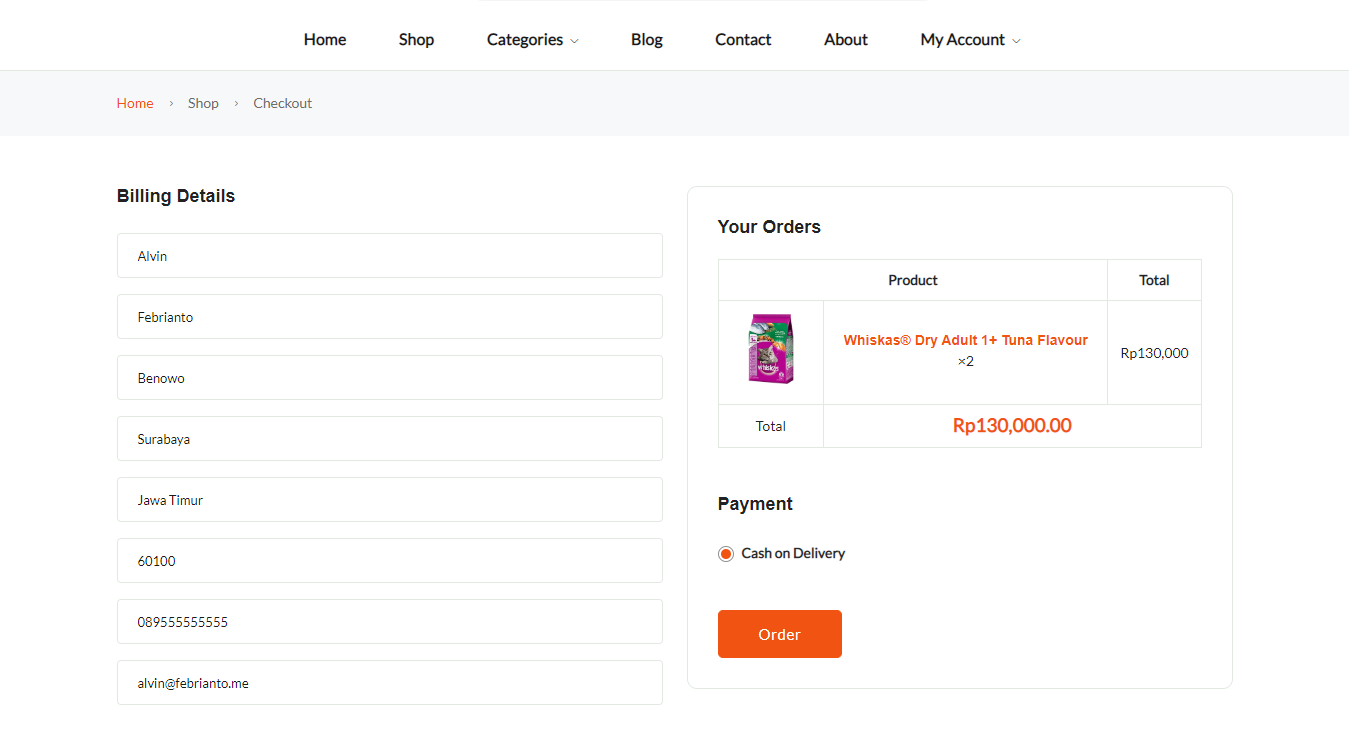 Home Shop Categories Blog Contact About My Account
Home › Shop › Checkout
Billing Details
Alvin
Febrianto
Benowo
Surabaya
Jawa Timur
60100
089555555555
alvin@febrianto.me
Your Orders
Product Total
whiskas
Whiskas® Dry Adult 1+ Tuna Flavour
×2
Rp130,000
Total Rp130,000.00
Payment
Cash on Delivery
Order